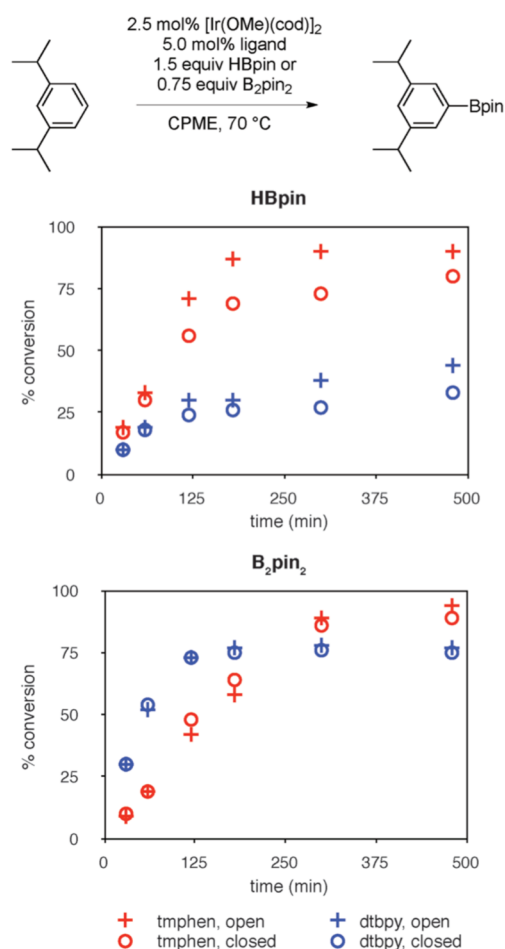 2.5 mol% [Ir(OMe)(cod)]2
5.0 mol% ligand
1.5 equiv HBpin or
0.75 equiv B2pin2
CPME, 70 °C
Bpin
HBpin
100
75
50
25
0
% conversion
0 125 250 375 500
time (min)
B2pin2
100
75
50
25
0
% conversion
0 125 250 375 500
time (min)
tmphen, open dtbpy, open
tmphen, closed dtbpy, closed